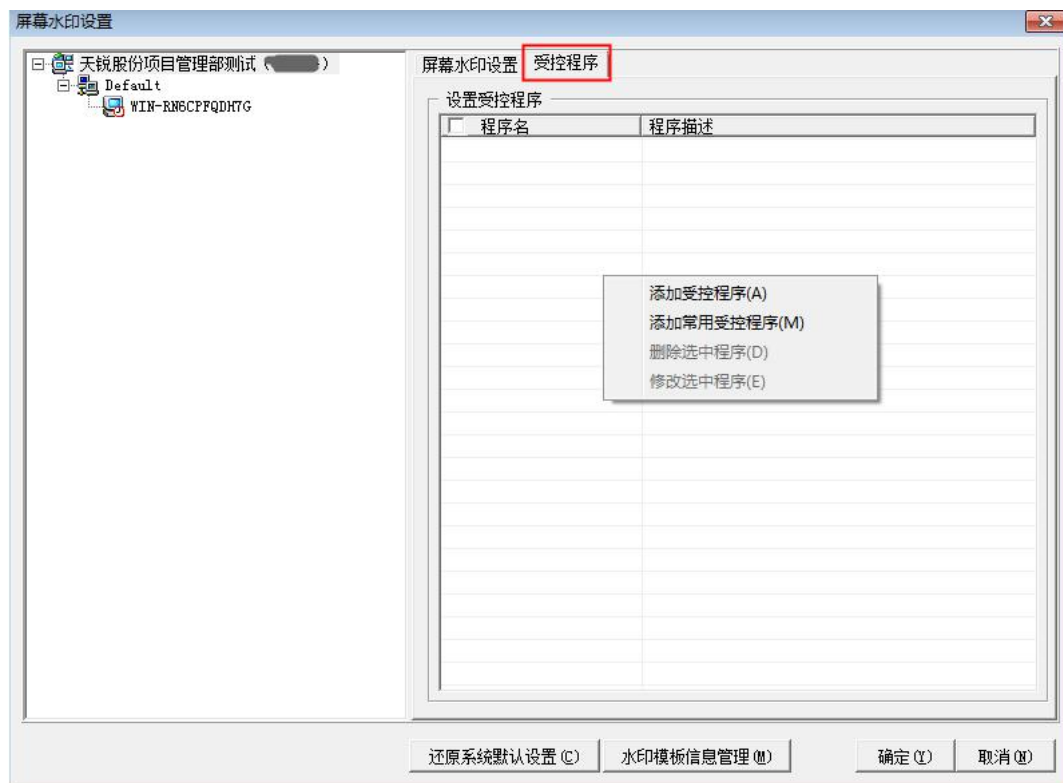 屏幕水印设置
天锐股份项目管理部测试（ ）
Default
WIN-RN6CPFQDH7G
屏幕水印设置 受控程序
设置受控程序
程序名 程序描述
添加受控程序(A)
添加常用受控程序(M)
删除选中程序(D)
修改选中程序(E)
还原系统默认设置(C) 水印模板信息管理(M) 确定(Y) 取消(N)